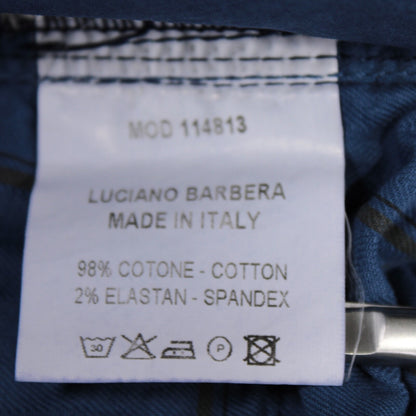 MOD 114813
LUCIANO BARBERA
MADE IN ITALY
98% COTONE - COTTON
2% ELASTAN - SPANDEX
30 P